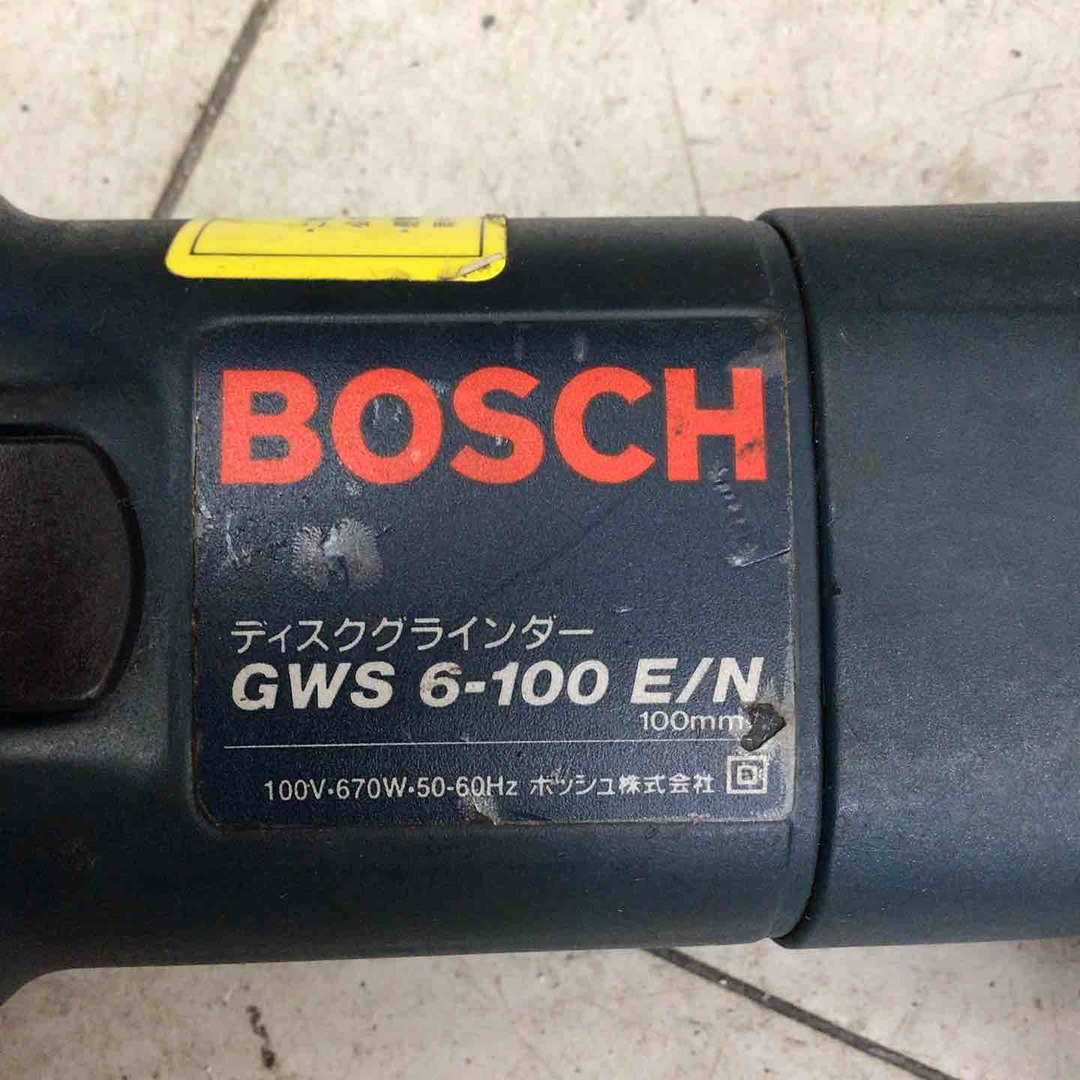 BOSCH
ディスクグラインダー
GWS 6-100 E/N
100mm
100V・670W・50-60Hz ボッシュ株式会社